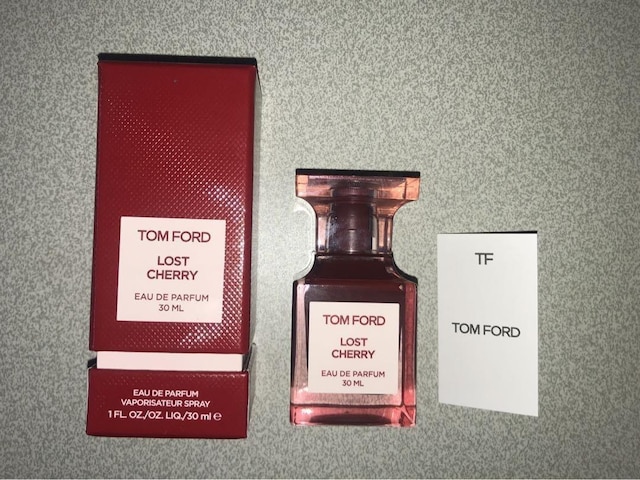 TOM FORD
LOST
CHERRY
EAU DE PARFUM
30 ML
EAU DE PARFUM
VAPORISATEUR SPRAY
1 FL. OZ./OZ. LIQ./30 ml e
TOM FORD
LOST
CHERRY
EAU DE PARFUM
30 ML
TF
TOM FORD